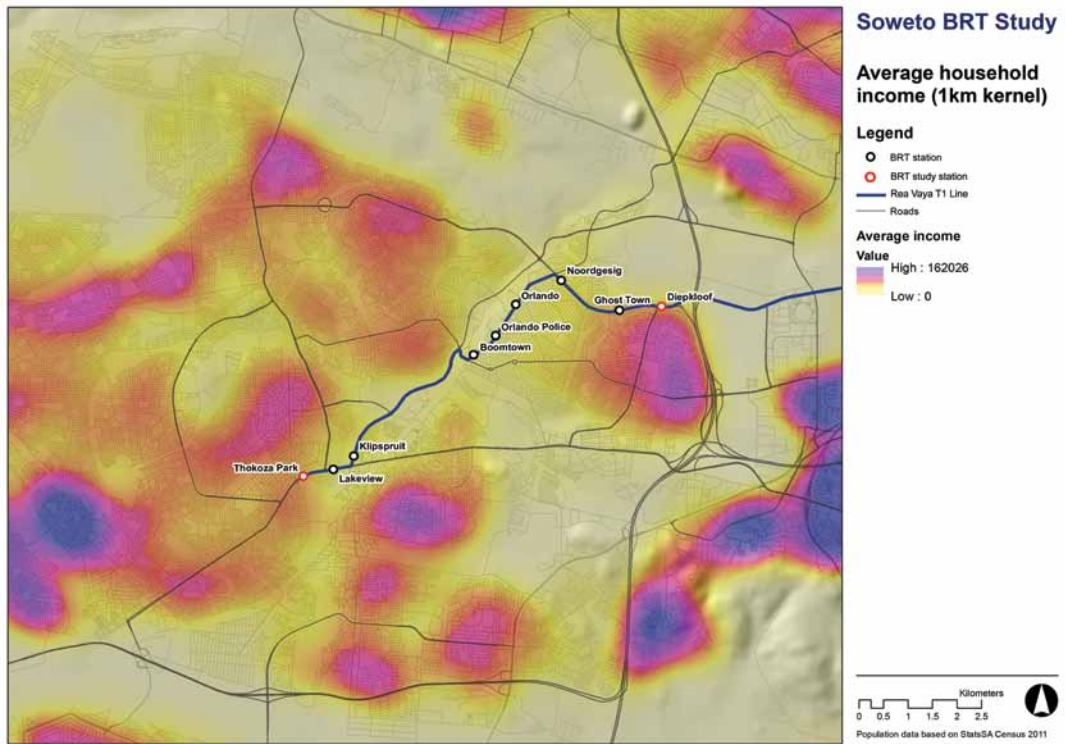 Soweto BRT Study
Average household
income (1km kernel)
Legend
BRT station
BRT study station
Rea Vaya T1 Line
Roads
Average income
Value
High : 162026
Low : 0
Noordgesig
Orlando
Ghost Town
Diepkloof
Orlando Police
Boomtown
Klipspruit
Thokoza Park
Lakeview
Kilometers
0 0.5 1 1.5 2 2.5
Population data based on StatsSA Census 2011